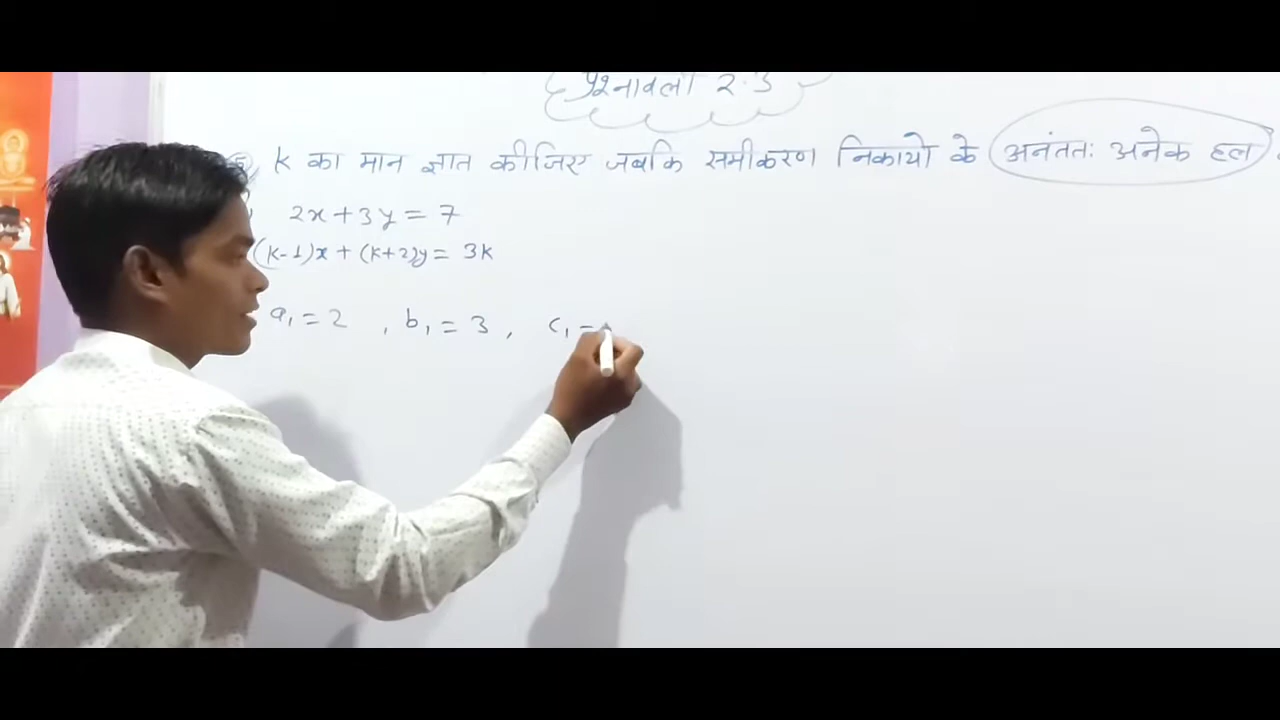 प्रश्नावली 2.3
K का मान ज्ञात कीजिए जबकि समीकरण निकायो के अनंततः अनेक हल
2x + 3y = 7
(K-1)x + (K+2)y = 3K
a₁ = 2 , b₁ = 3 , c₁ =